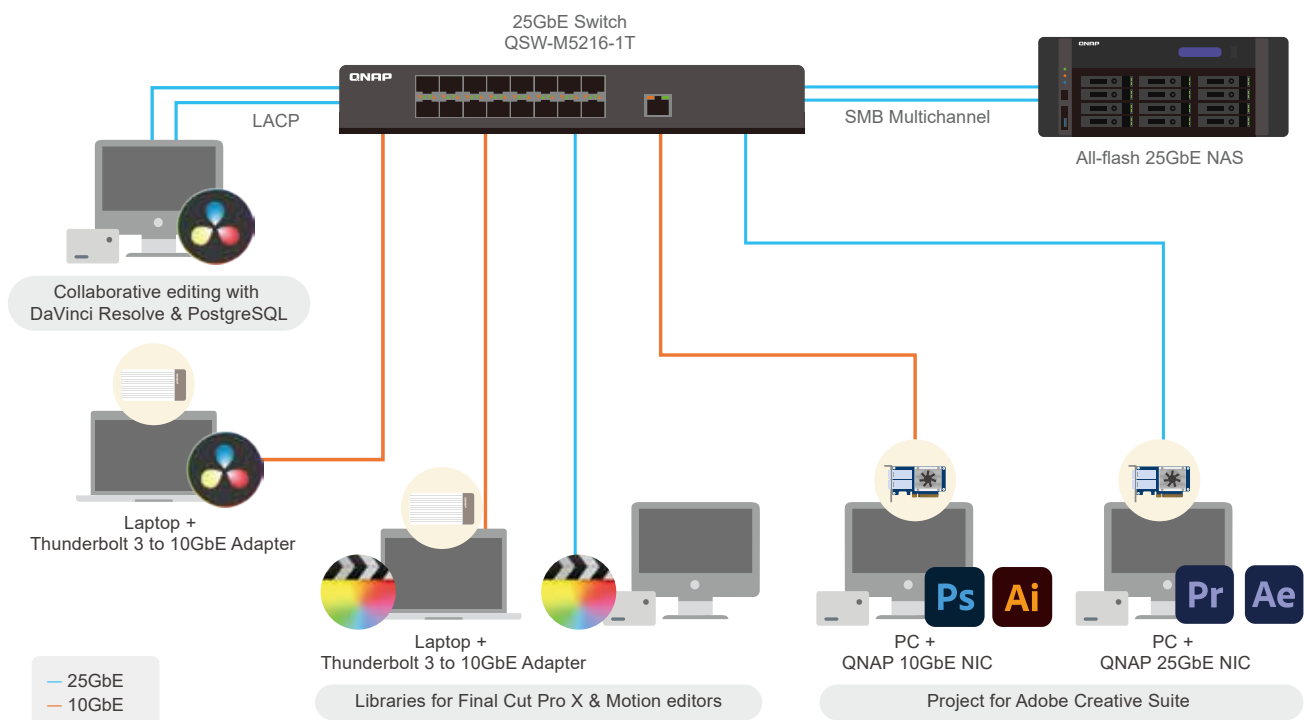 25GbE Switch
QSW-M5216-1T
QNAP
QNAP
LACP
SMB Multichannel
All-flash 25GbE NAS
Collaborative editing with
DaVinci Resolve & PostgreSQL
Laptop +
Thunderbolt 3 to 10GbE Adapter
Laptop +
Thunderbolt 3 to 10GbE Adapter
Ps
Ai
Pr
Ae
PC +
QNAP 10GbE NIC
PC +
QNAP 25GbE NIC
25GbE
10GbE
Libraries for Final Cut Pro X & Motion editors
Project for Adobe Creative Suite